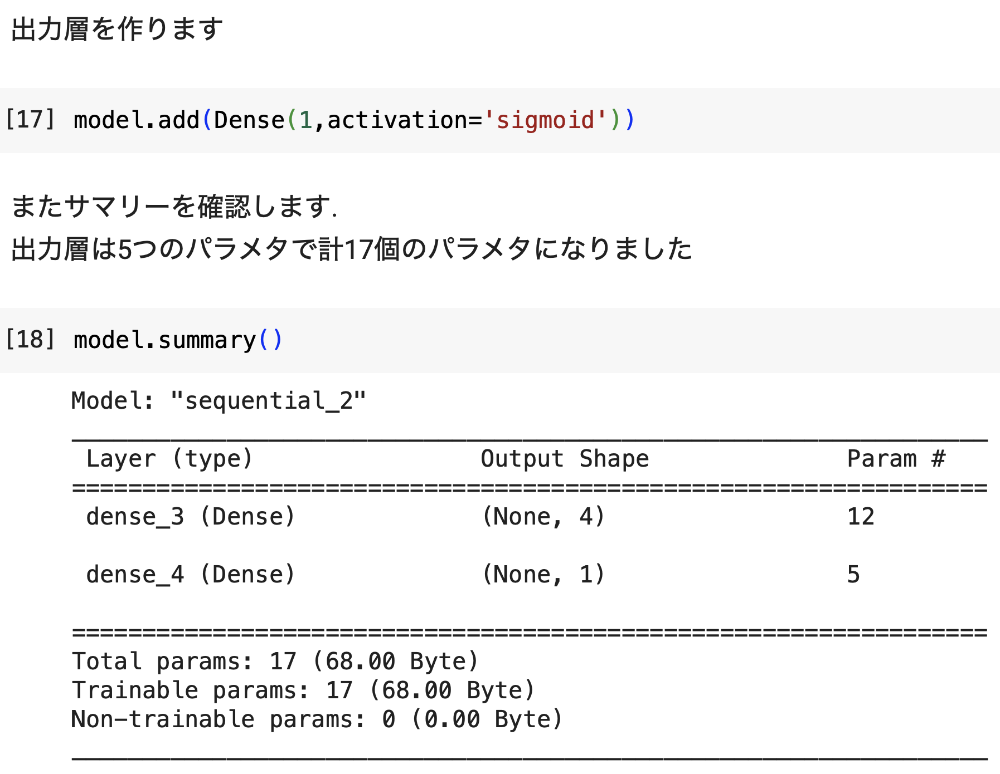 出力層を作ります
[17] model.add(Dense(1,activation='sigmoid'))
またサマリーを確認します.
出力層は5つのパラメタで計17個のパラメタになりました
[18] model.summary()
Model: "sequential_2"
_________________________________________________________________
Layer (type) Output Shape Param #
=================================================================
dense_3 (Dense) (None, 4) 12
dense_4 (Dense) (None, 1) 5
=================================================================
Total params: 17 (68.00 Byte)
Trainable params: 17 (68.00 Byte)
Non-trainable params: 0 (0.00 Byte)
_________________________________________________________________